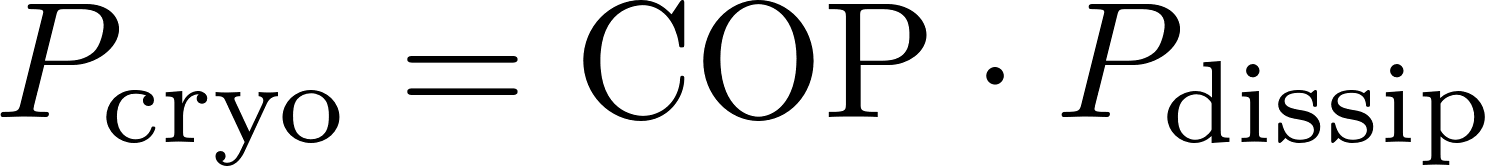 P_cryo = COP · P_dissip